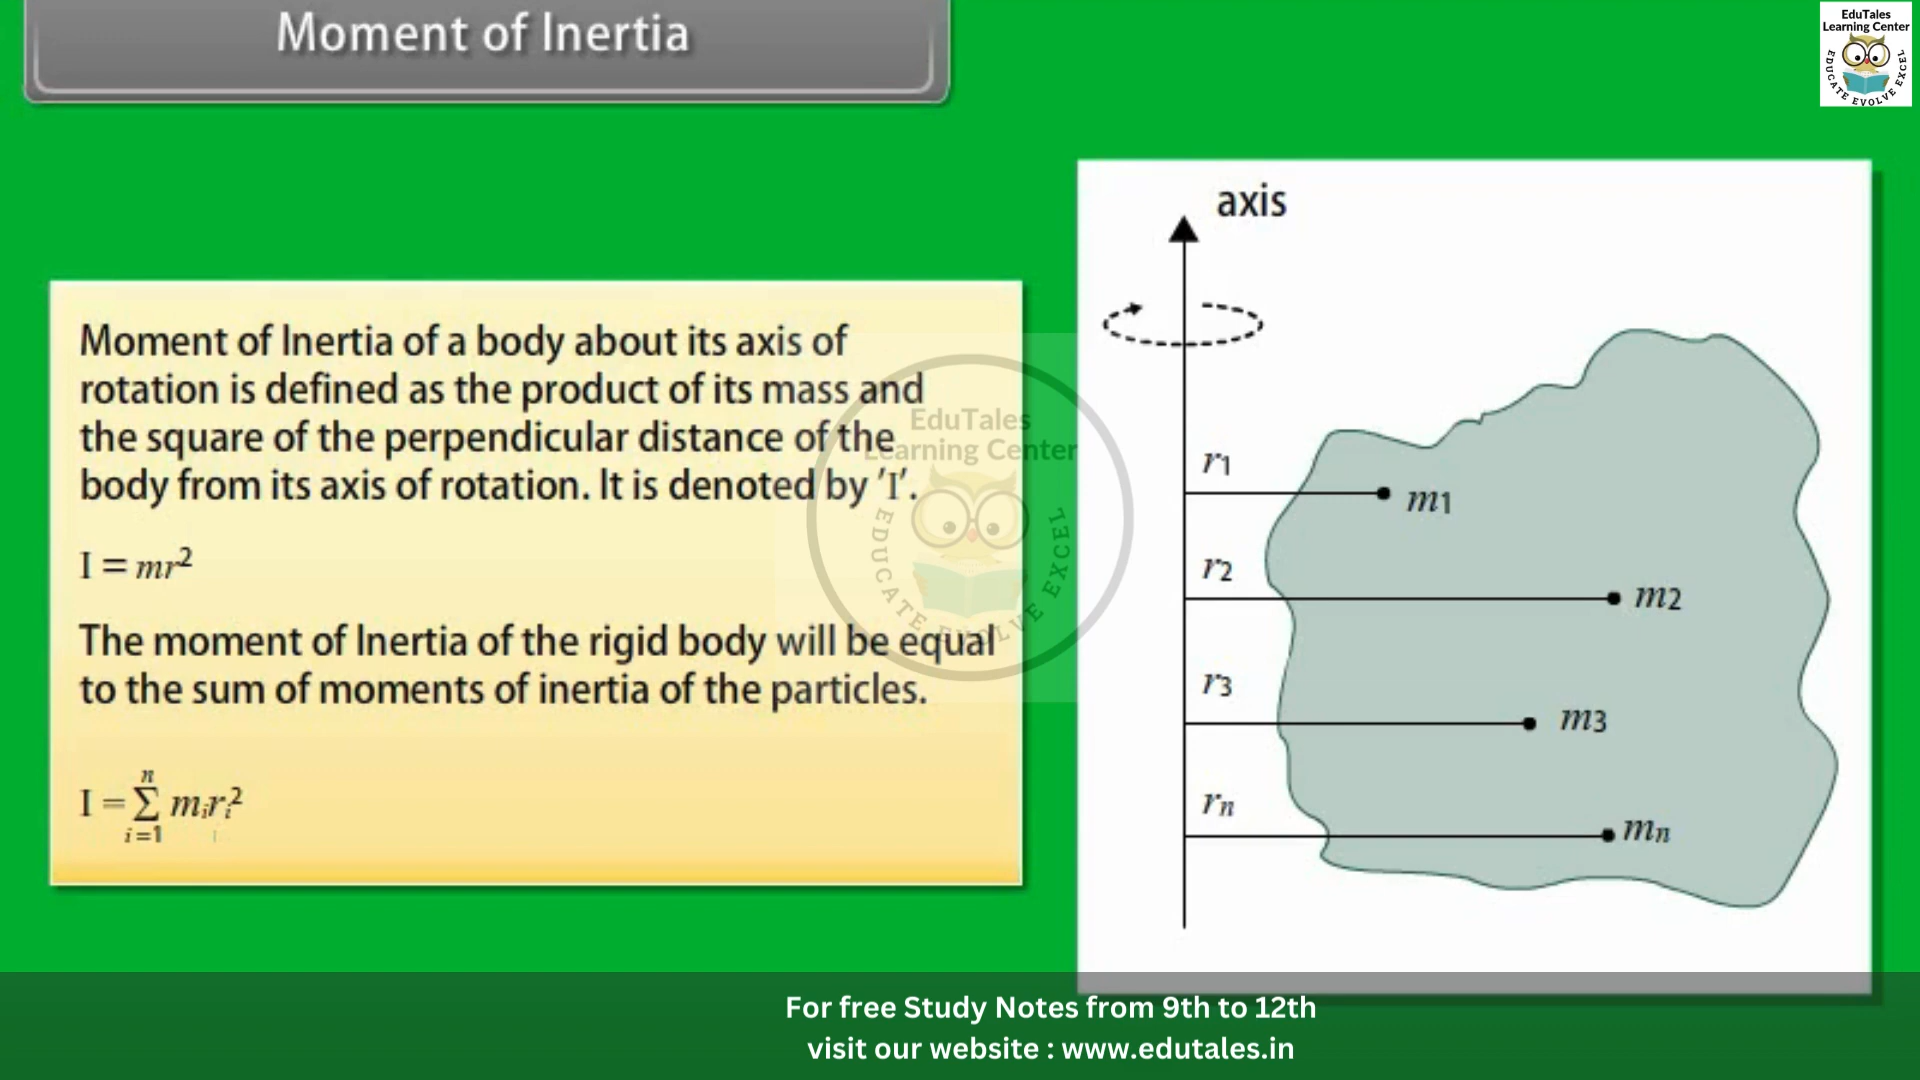 Moment of Inertia
EduTales
Learning Center
EDUCATE EVOLVE EXCEL
Moment of Inertia of a body about its axis of
rotation is defined as the product of its mass and
the square of the perpendicular distance of the
body from its axis of rotation. It is denoted by 'I'.
I = mr²
The moment of Inertia of the rigid body will be equal
to the sum of moments of inertia of the particles.
n
I = Σ mᵢrᵢ²
i=1
EduTales
Learning Center
EDUCATE EVOLVE EXCEL
axis
r1
m1
r2
m2
r3
m3
rn
mn
For free Study Notes from 9th to 12th
visit our website : www.edutales.in